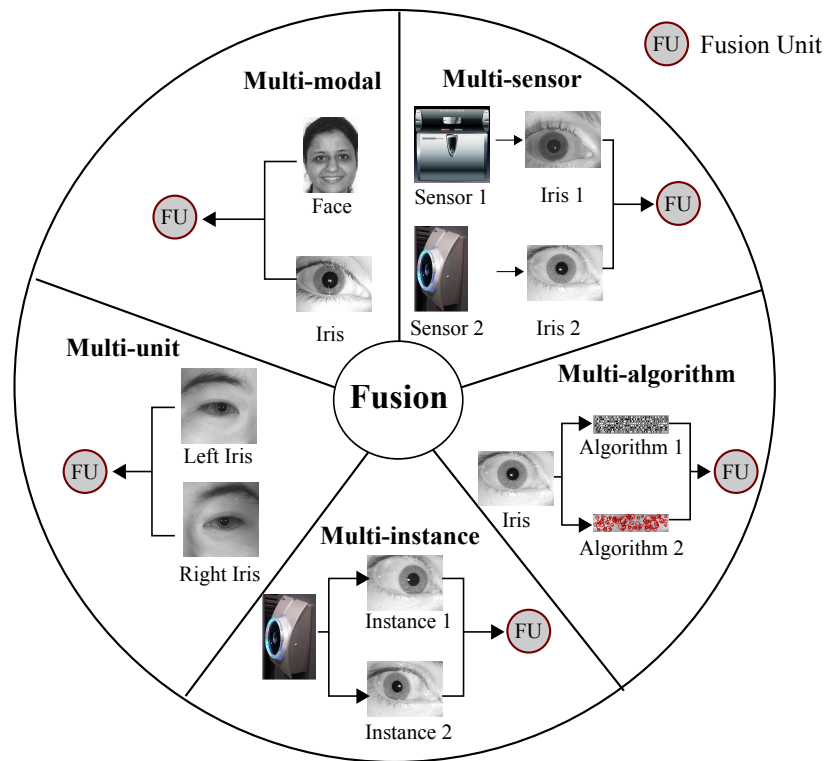 FU
Fusion Unit
Multi-modal
Face
Iris
FU
Multi-sensor
Sensor 1
Iris 1
Sensor 2
Iris 2
FU
Multi-unit
Left Iris
Right Iris
FU
Fusion
Multi-algorithm
Iris
Algorithm 1
Algorithm 2
FU
Multi-instance
Instance 1
Instance 2
FU